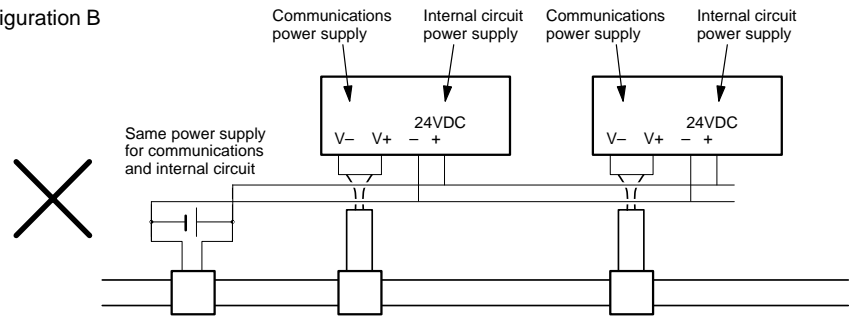 iguration B
Communications
power supply
Internal circuit
power supply
Communications
power supply
Internal circuit
power supply
24VDC
V– V+ – +
24VDC
V– V+ – +
Same power supply
for communications
and internal circuit